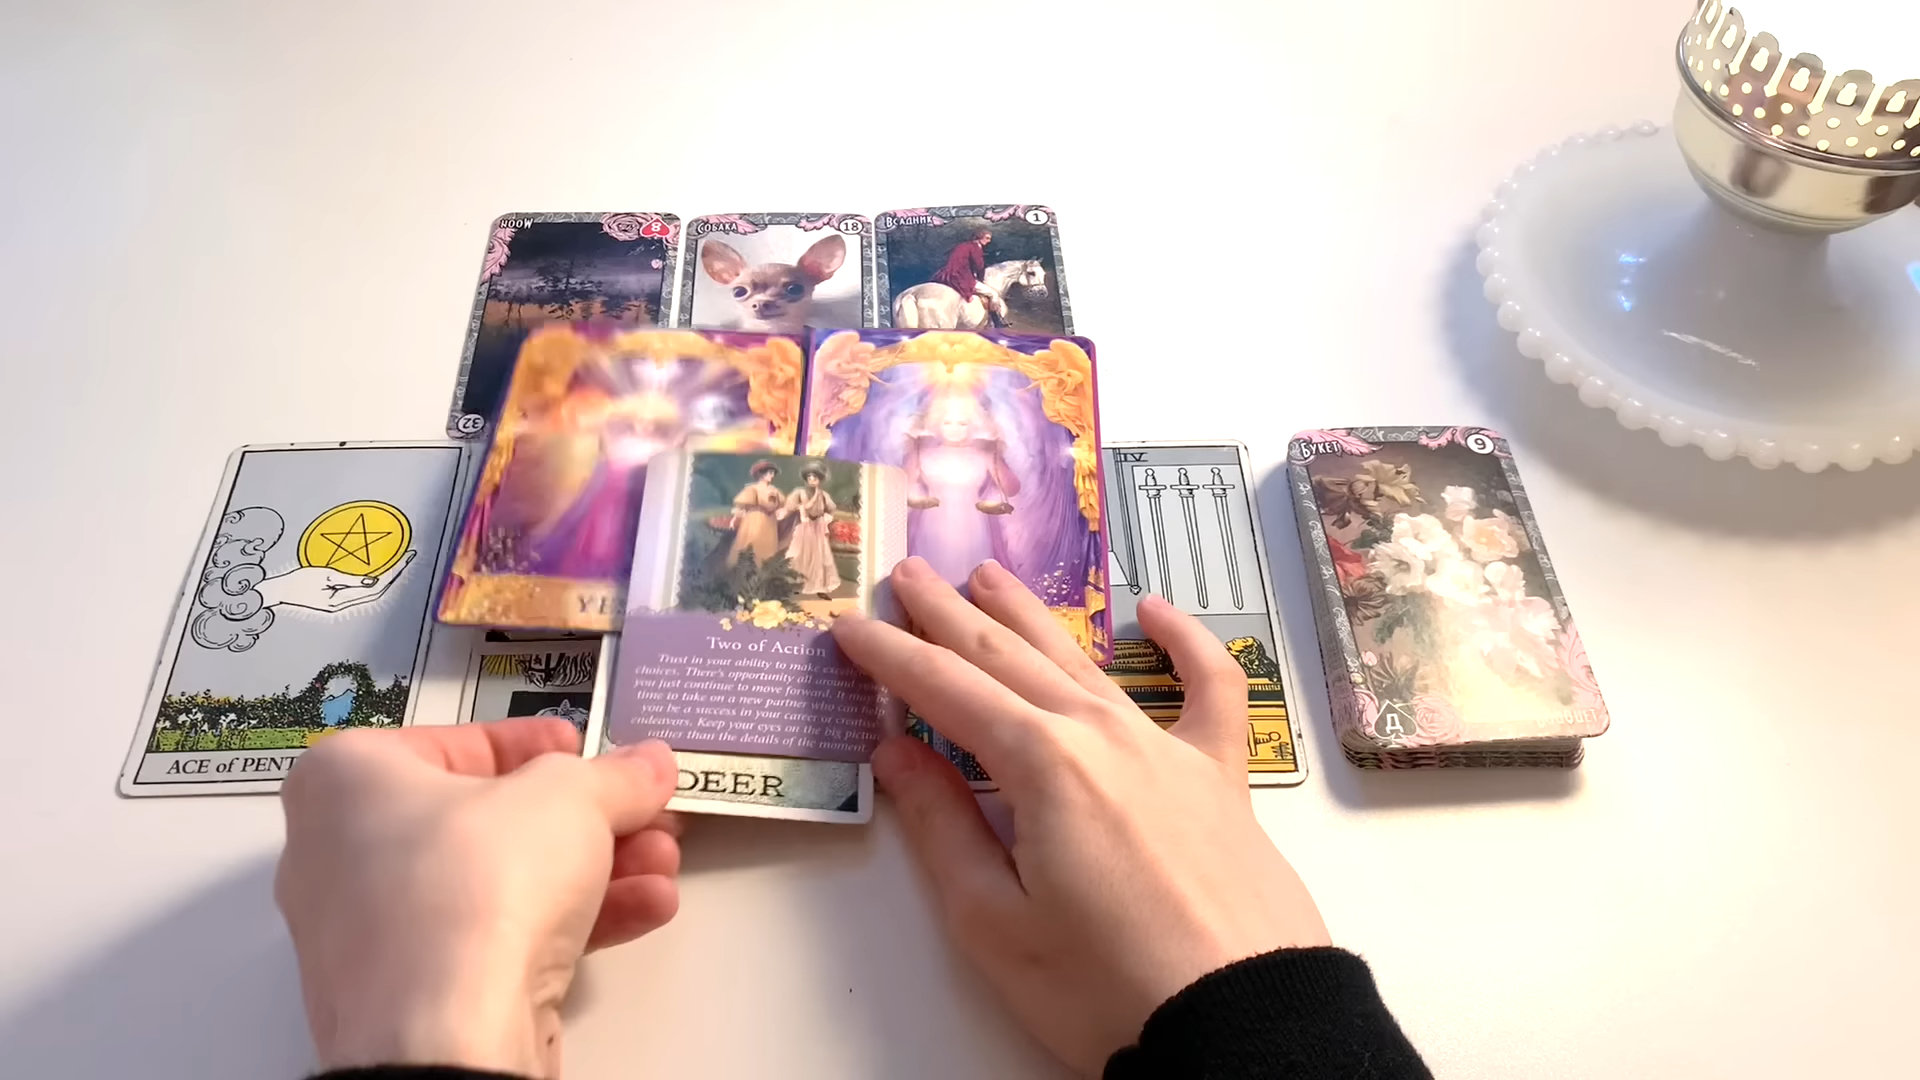 MOON
8
СОБАКА
18
ВСАДНИК
1
32
IV
БУКЕТ
9
YES
ACE of PENT
Two of Action
Trust in your ability to make
choices. There's opportunity all around
you just continue to move forward. It may be
time to take on a new partner who can help
you be a success in your career or creative
endeavors. Keep your eyes on the big picture
rather than the details of the moment.
DEER
Д
BOUQUET